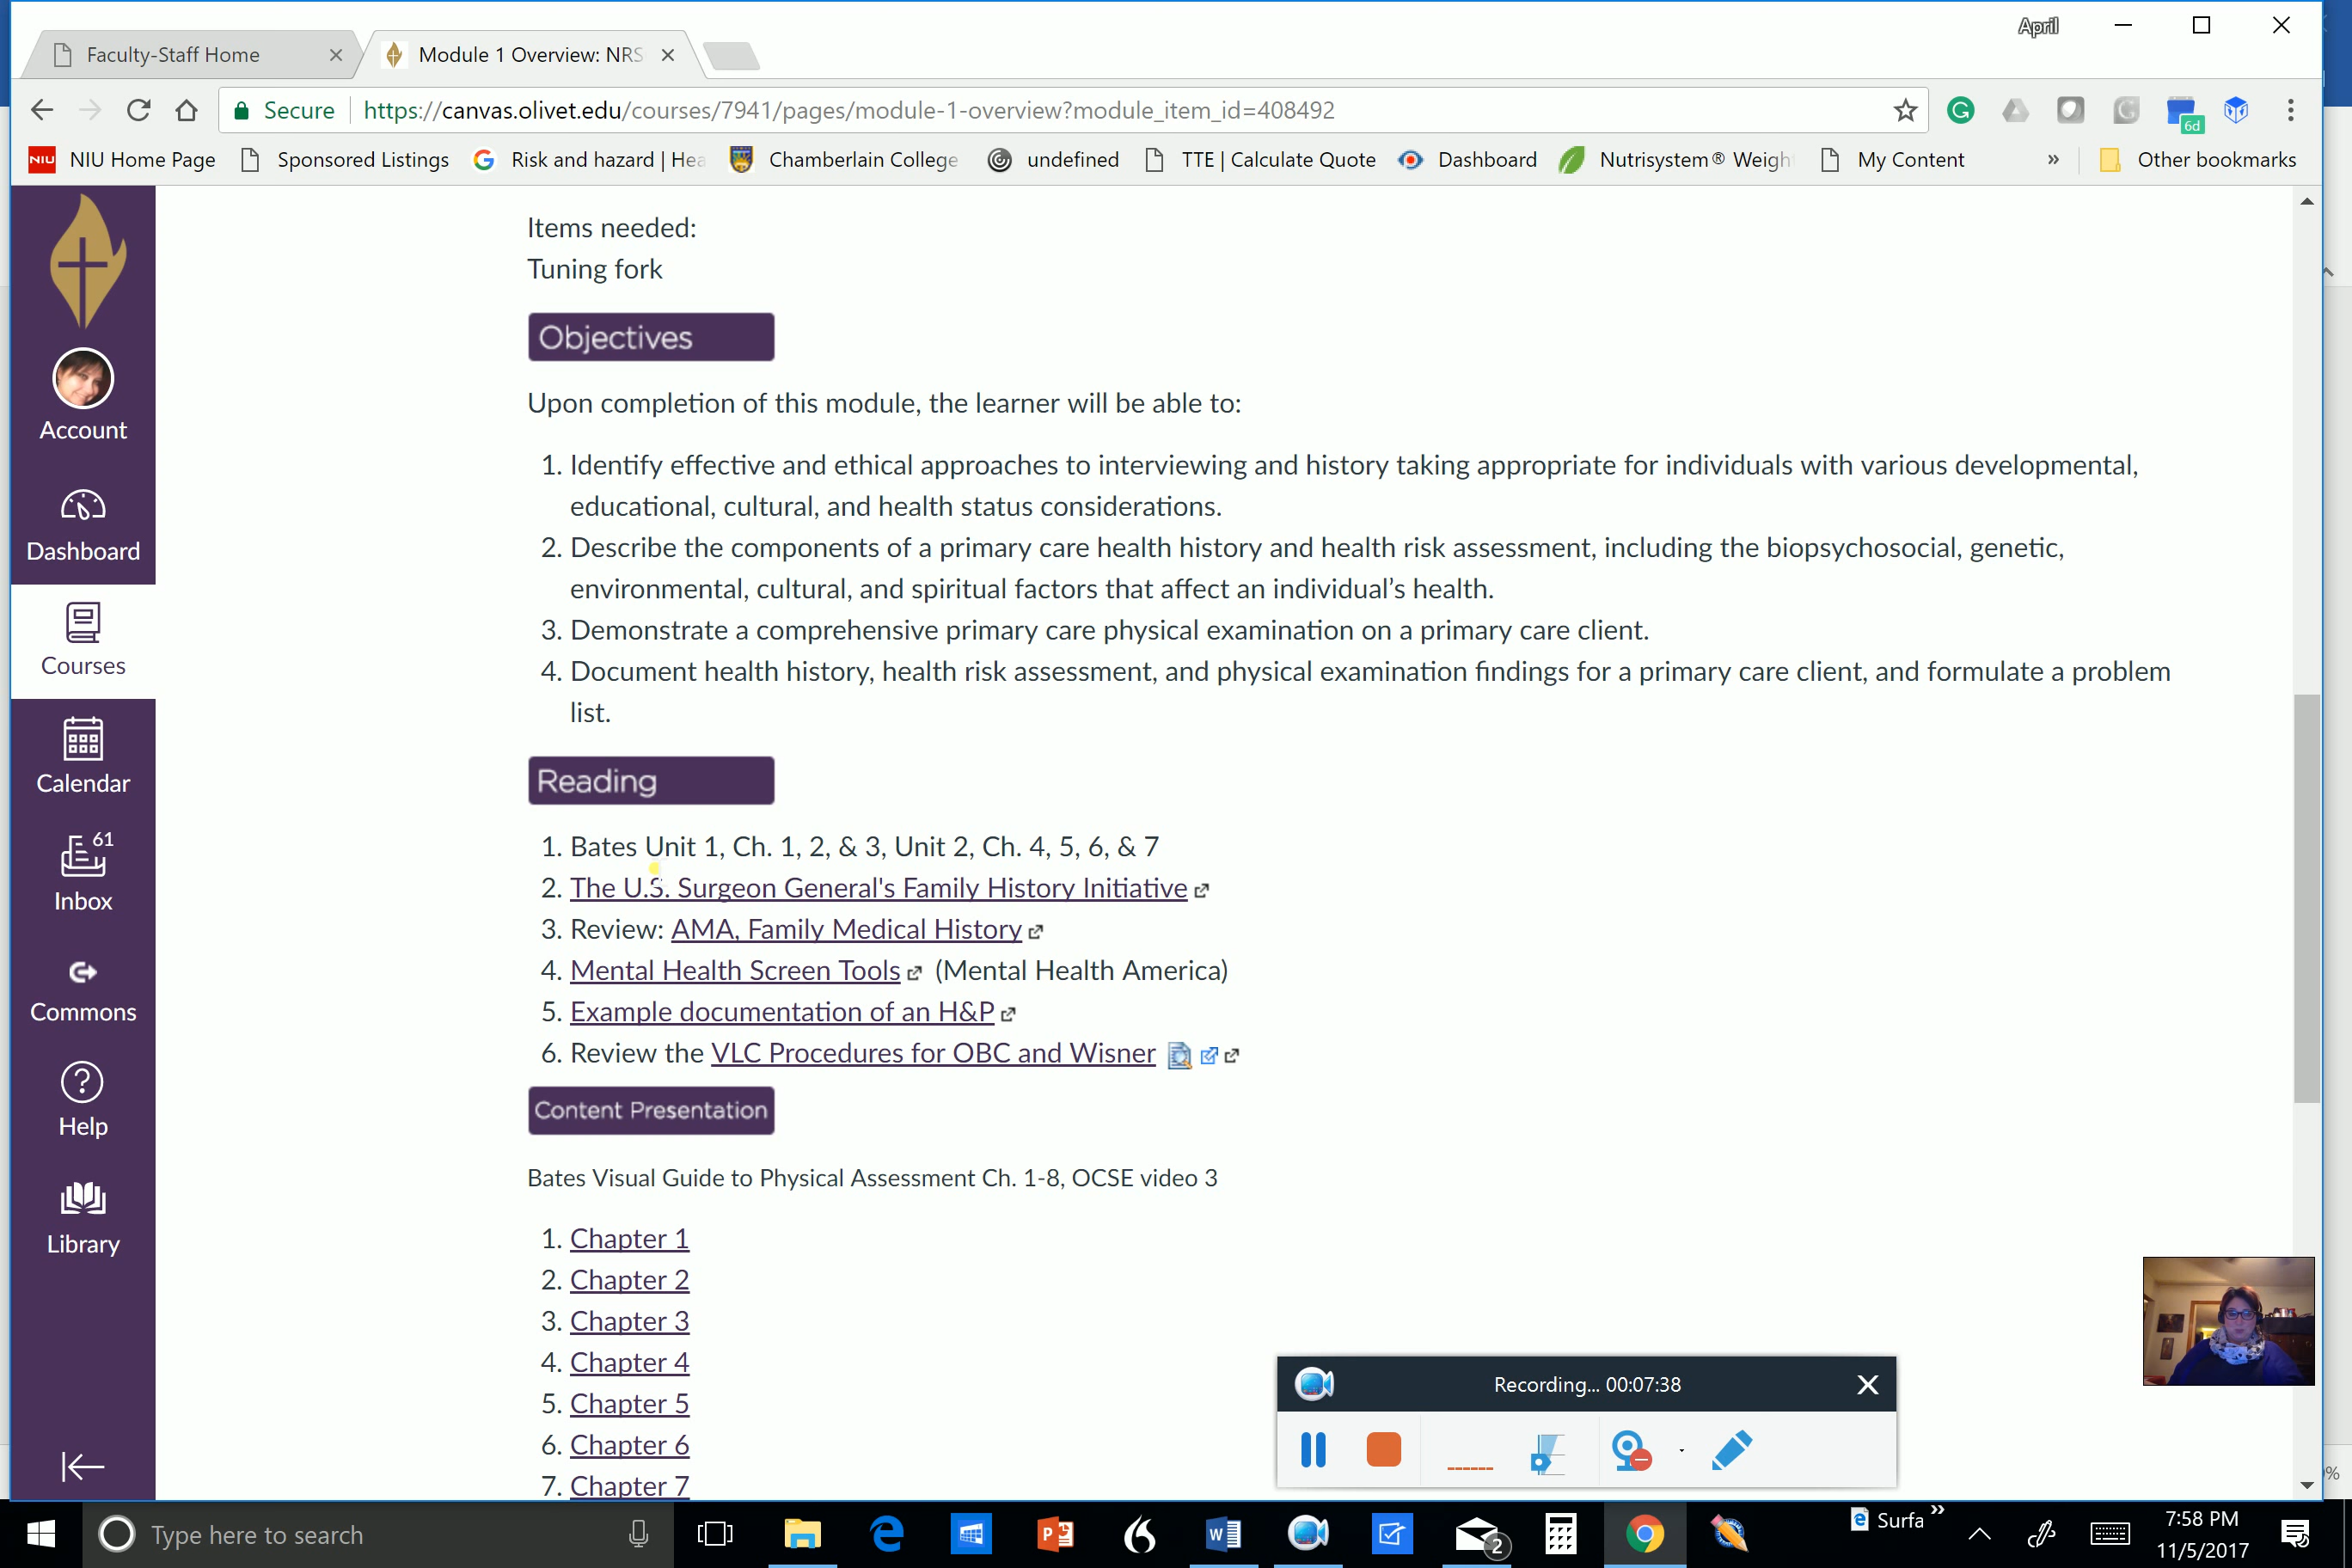 April
Faculty-Staff Home
Module 1 Overview: NRS
Secure
https://canvas.olivet.edu/courses/7941/pages/module-1-overview?module_item_id=408492
6d
NIU
NIU Home Page
Sponsored Listings
Risk and hazard | Hea
Chamberlain College
undefined
TTE | Calculate Quote
Dashboard
Nutrisystem® Weigh
My Content
»
Other bookmarks
Account
Dashboard
Courses
Calendar
61
Inbox
Commons
Help
Library
Items needed:
Tuning fork
Objectives
Upon completion of this module, the learner will be able to:
1. Identify effective and ethical approaches to interviewing and history taking appropriate for individuals with various developmental,
educational, cultural, and health status considerations.
2. Describe the components of a primary care health history and health risk assessment, including the biopsychosocial, genetic,
environmental, cultural, and spiritual factors that affect an individual’s health.
3. Demonstrate a comprehensive primary care physical examination on a primary care client.
4. Document health history, health risk assessment, and physical examination findings for a primary care client, and formulate a problem
list.
Reading
1. Bates Unit 1, Ch. 1, 2, & 3, Unit 2, Ch. 4, 5, 6, & 7
2. The U.S. Surgeon General's Family History Initiative
3. Review: AMA, Family Medical History
4. Mental Health Screen Tools (Mental Health America)
5. Example documentation of an H&P
6. Review the VLC Procedures for OBC and Wisner
Content Presentation
Bates Visual Guide to Physical Assessment Ch. 1-8, OCSE video 3
1. Chapter 1
2. Chapter 2
3. Chapter 3
4. Chapter 4
5. Chapter 5
6. Chapter 6
7. Chapter 7
Recording... 00:07:38
%
Type here to search
2
Surfa
»
7:58 PM
11/5/2017